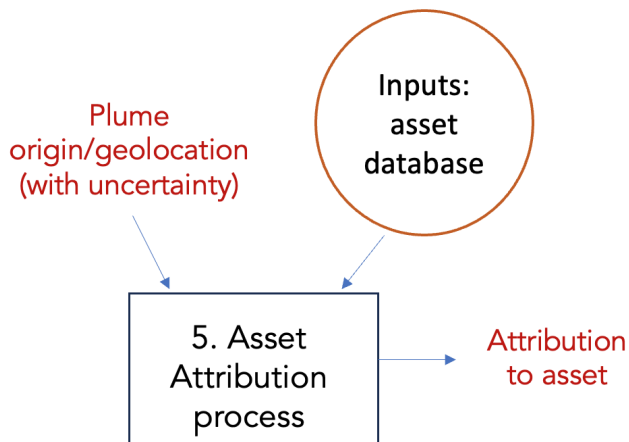 Plume
origin/geolocation
(with uncertainty)
Inputs:
asset
database
5. Asset
Attribution
process
Attribution
to asset